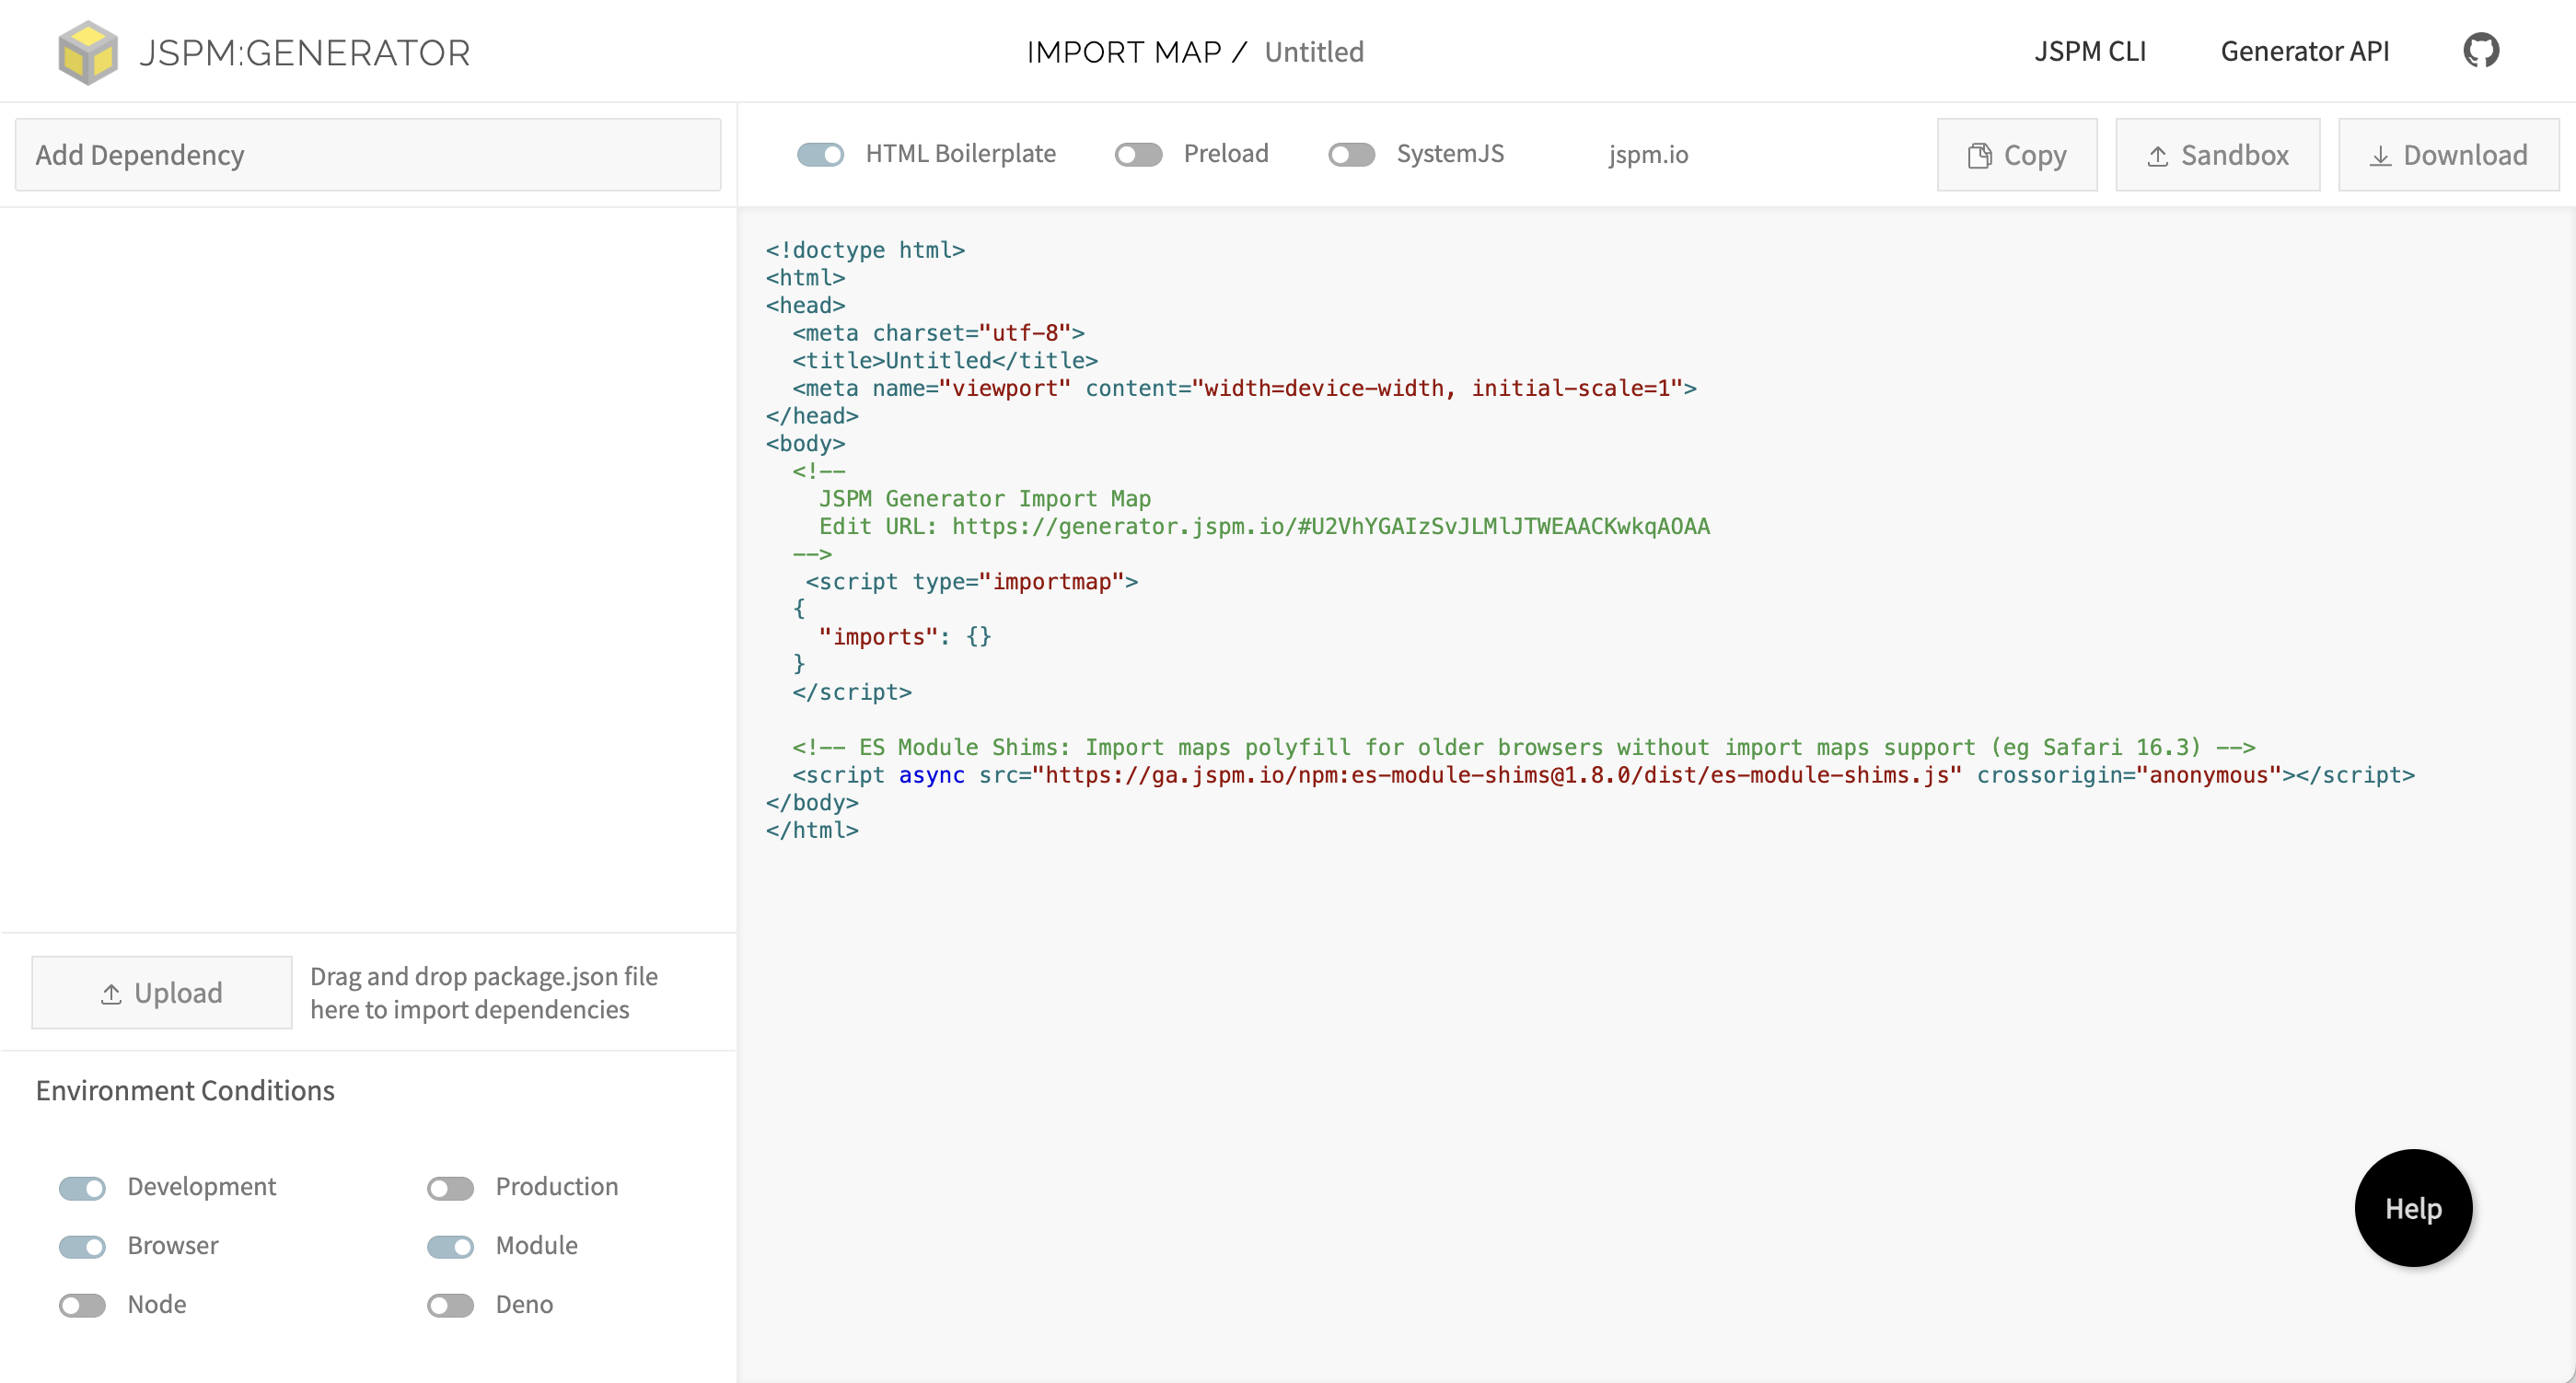 JSPM:GENERATOR
IMPORT MAP / Untitled
JSPM CLI
Generator API
Add Dependency
HTML Boilerplate
Preload
SystemJS
jspm.io
Copy
Sandbox
Download
<!doctype html>
<html>
<head>
  <meta charset="utf-8">
  <title>Untitled</title>
  <meta name="viewport" content="width=device-width, initial-scale=1">
</head>
<body>
  <!--
    JSPM Generator Import Map
    Edit URL: https://generator.jspm.io/#U2VhYGAIzSvJLMlJTWEAACKwkqAOAA
  -->
   <script type="importmap">
  {
    "imports": {}
  }
  </script>

  <!-- ES Module Shims: Import maps polyfill for older browsers without import maps support (eg Safari 16.3) -->
  <script async src="https://ga.jspm.io/npm:es-module-shims@1.8.0/dist/es-module-shims.js" crossorigin="anonymous"></script>
</body>
</html>
Upload
Drag and drop package.json file
here to import dependencies
Environment Conditions
Development
Production
Browser
Module
Node
Deno
Help